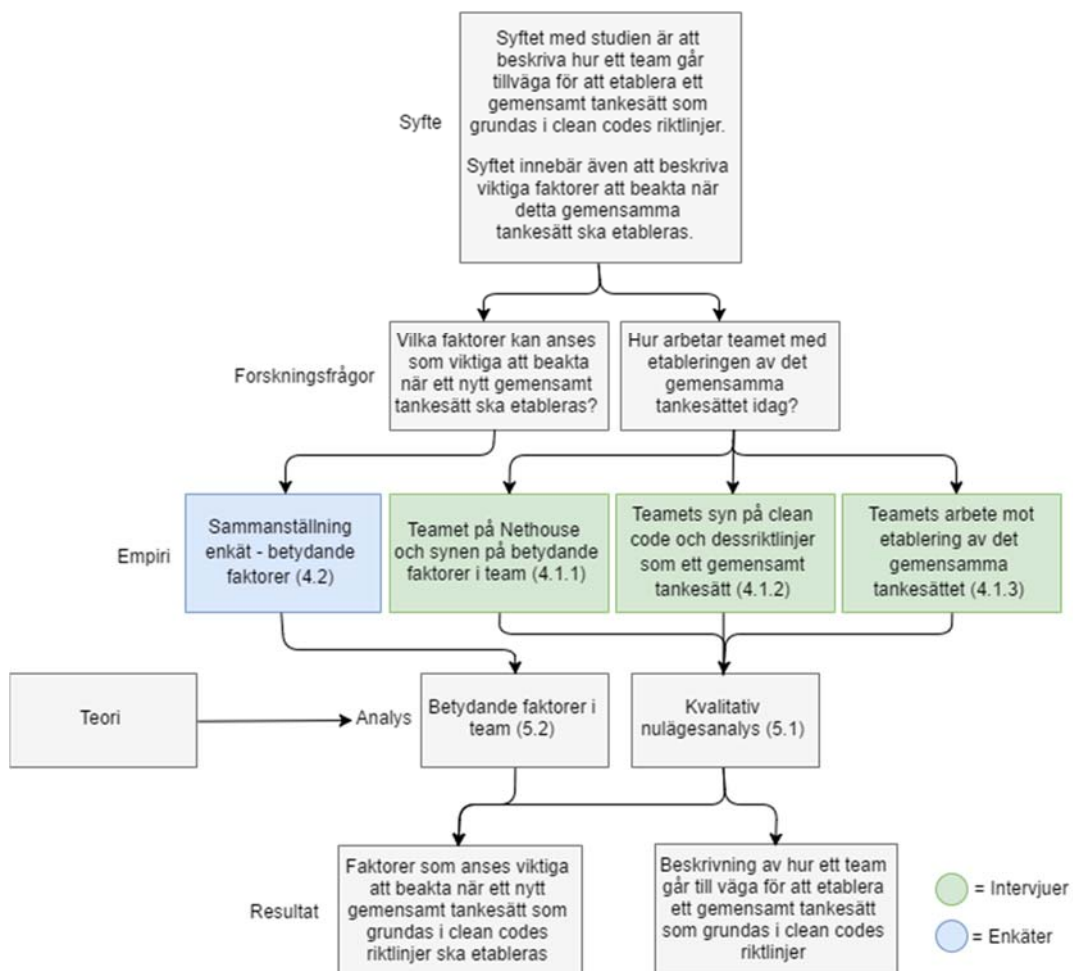 Syftet med studien är att
beskriva hur ett team går
tillväga för att etablera ett
gemensamt tankesätt som
grundas i clean codes riktlinjer.
Syftet innebär även att beskriva
viktiga faktorer att beakta när
detta gemensamma
tankesätt ska etableras.
Syfte
Forskningsfrågor
Vilka faktorer kan anses
som viktiga att beakta
när ett nytt gemensamt
tankesätt ska etableras?
Hur arbetar teamet med
etableringen av det
gemensamma
tankesättet idag?
Empiri
Sammanställning
enkät - betydande
faktorer (4.2)
Teamet på Nethouse
och synen på betydande
faktorer i team (4.1.1)
Teamets syn på clean
code och dessriktlinjer
som ett gemensamt
tankesätt (4.1.2)
Teamets arbete mot
etablering av det
gemensamma
tankesättet (4.1.3)
Teori
Analys
Betydande faktorer i
team (5.2)
Kvalitativ
nulägesanalys (5.1)
Resultat
Faktorer som anses viktiga
att beakta när ett nytt
gemensamt tankesätt som
grundas i clean codes
riktlinjer ska etableras
Beskrivning av hur ett team
går till väga för att etablera
ett gemensamt tankesätt
som grundas i clean codes
riktlinjer
= Intervjuer
= Enkäter